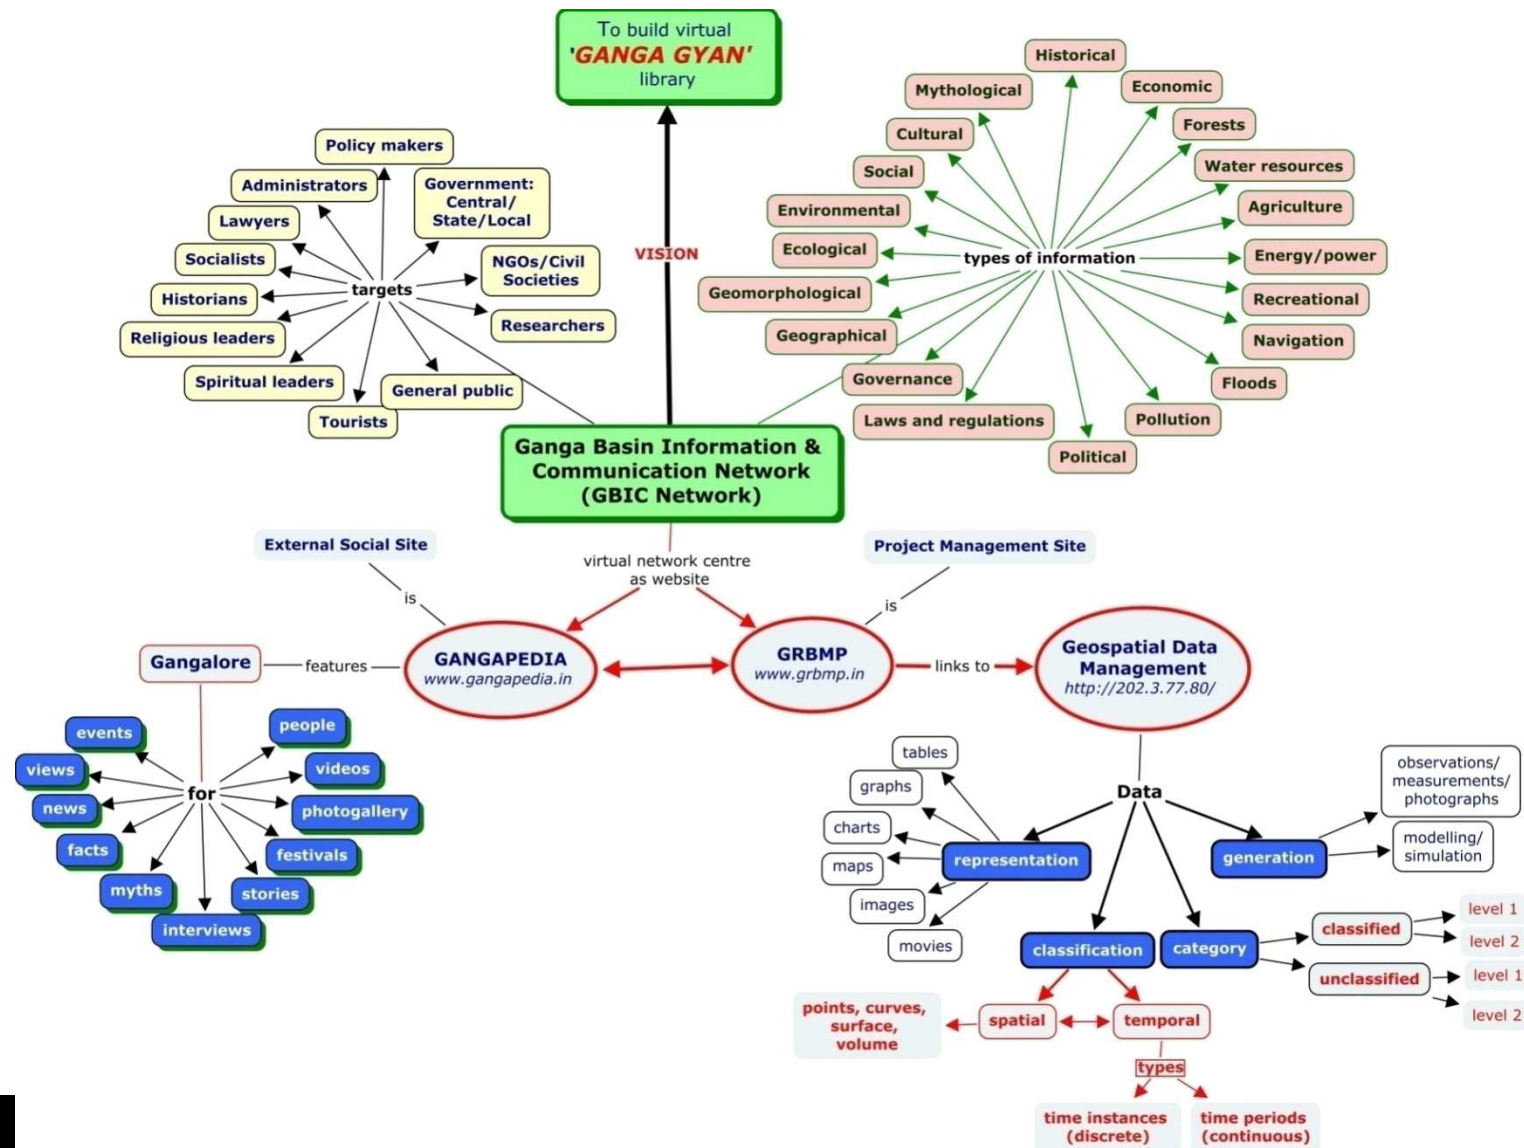 To build virtual
'GANGA GYAN'
library
VISION
Policy makers
Administrators
Government:
Central/
State/Local
Lawyers
Socialists
NGOs/Civil
Societies
targets
Historians
Researchers
Religious leaders
Spiritual leaders
General public
Tourists
Historical
Mythological
Economic
Cultural
Forests
Social
Water resources
Environmental
Agriculture
Ecological
types of information
Energy/power
Geomorphological
Recreational
Geographical
Navigation
Governance
Floods
Laws and regulations
Pollution
Political
Ganga Basin Information &
Communication Network
(GBIC Network)
External Social Site
is
virtual network centre
as website
Project Management Site
is
Gangalore
features
GANGAPEDIA
www.gangapedia.in
GRBMP
www.grbmp.in
links to
Geospatial Data
Management
http://202.3.77.80/
events
people
views
videos
for
news
photogallery
facts
festivals
myths
stories
interviews
Data
tables
graphs
charts
maps
images
movies
representation
generation
observations/
measurements/
photographs
modelling/
simulation
classification
category
classified
level 1
level 2
unclassified
level 1
level 2
points, curves,
surface,
volume
spatial
temporal
types
time instances
(discrete)
time periods
(continuous)